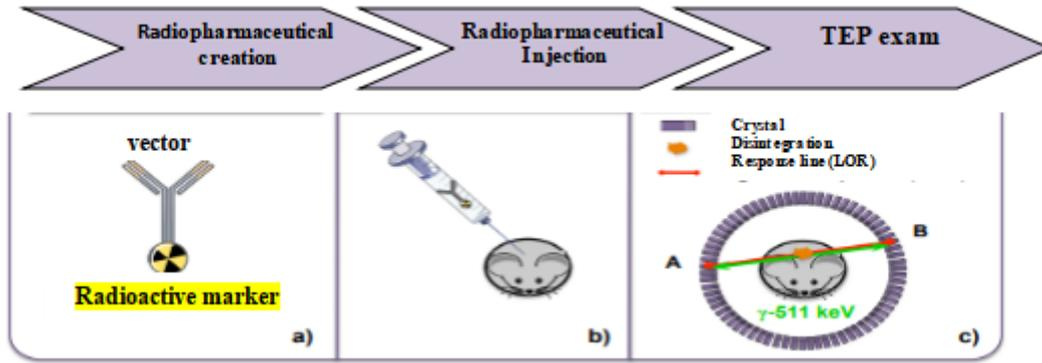 Radiopharmaceutical
creation
Radiopharmaceutical
Injection
TEP exam
vector
Radioactive marker
a)
b)
Crystal
Disintegration
Response line (LOR)
A
B
γ-511 keV
c)